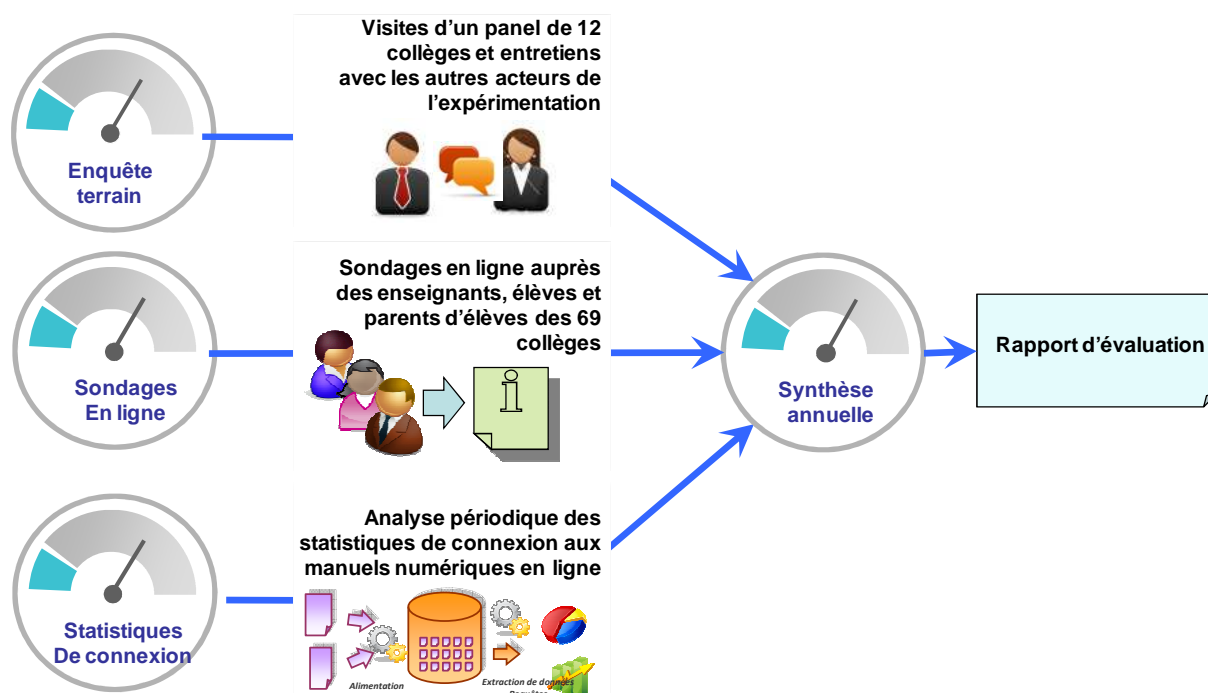 Visites d'un panel de 12
collèges et entretiens
avec les autres acteurs de
l'expérimentation
Enquête
terrain
Sondages en ligne auprès
des enseignants, élèves et
parents d'élèves des 69
collèges
Sondages
En ligne
Synthèse
annuelle
Rapport d'évaluation
Analyse périodique des
statistiques de connexion aux
manuels numériques en ligne
Statistiques
De connexion
Alimentation
Extraction de données